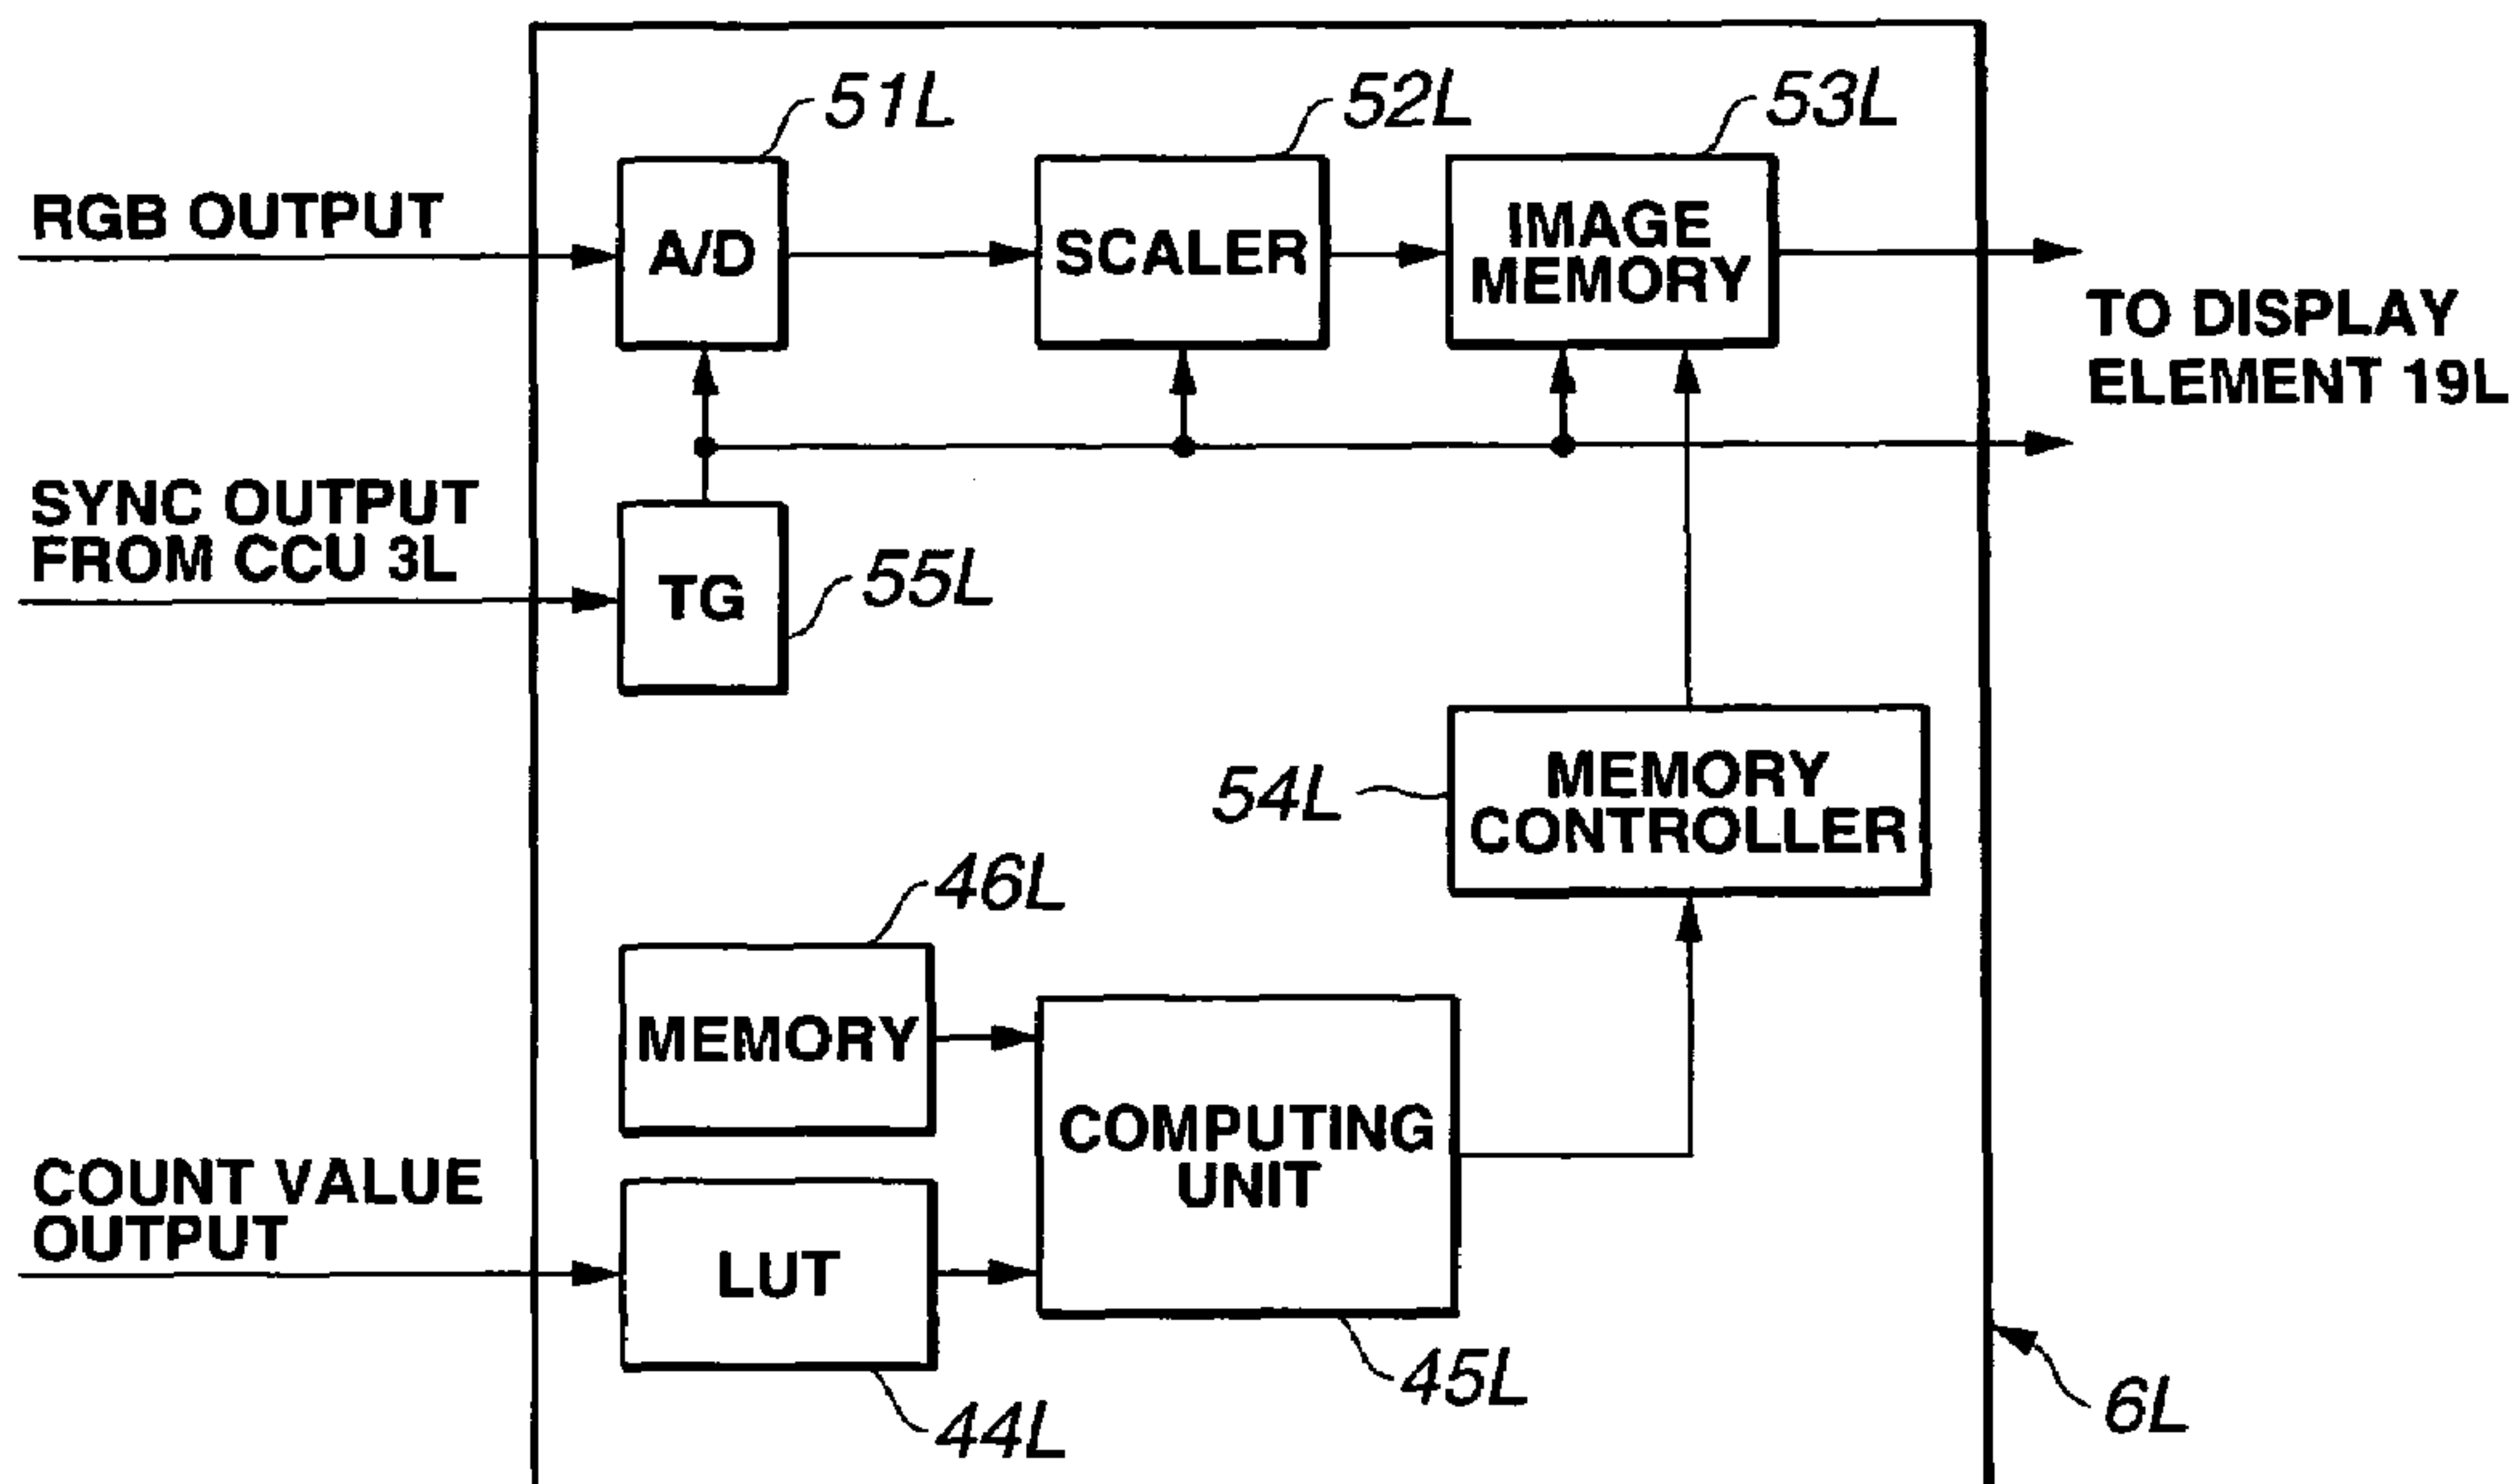 51L
52L
53L
RGB OUTPUT
A/D
SCALER
IMAGE
MEMORY
TO DISPLAY
ELEMENT 19L
SYNC OUTPUT
FROM CCU 3L
TG
55L
54L
MEMORY
CONTROLLER
46L
MEMORY
COMPUTING
UNIT
COUNT VALUE
OUTPUT
LUT
45L
44L
6L